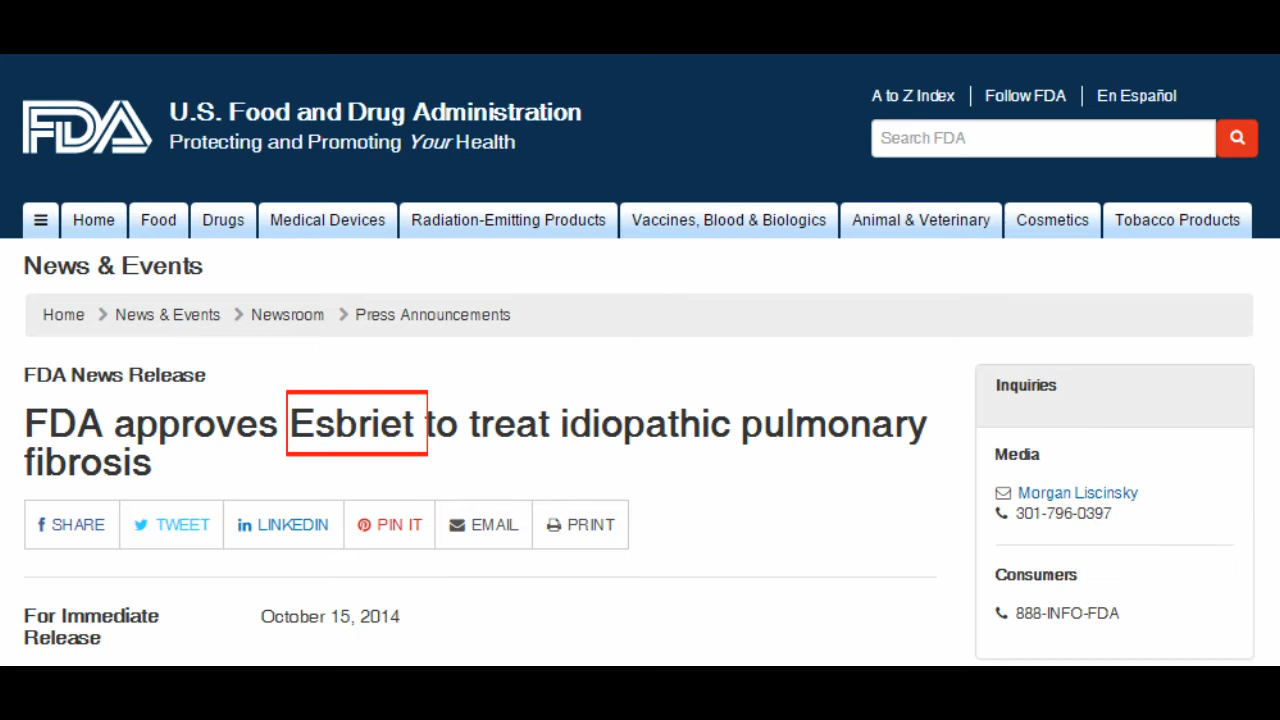 FDA
U.S. Food and Drug Administration
Protecting and Promoting Your Health
A to Z Index
Follow FDA
En Español
Search FDA
Home
Food
Drugs
Medical Devices
Radiation-Emitting Products
Vaccines, Blood & Biologics
Animal & Veterinary
Cosmetics
Tobacco Products
News & Events
Home
News & Events
Newsroom
Press Announcements
FDA News Release
FDA approves Esbriet to treat idiopathic pulmonary
fibrosis
SHARE
TWEET
LINKEDIN
PIN IT
EMAIL
PRINT
For Immediate
Release
October 15, 2014
Inquiries
Media
Morgan Liscinsky
301-796-0397
Consumers
888-INFO-FDA